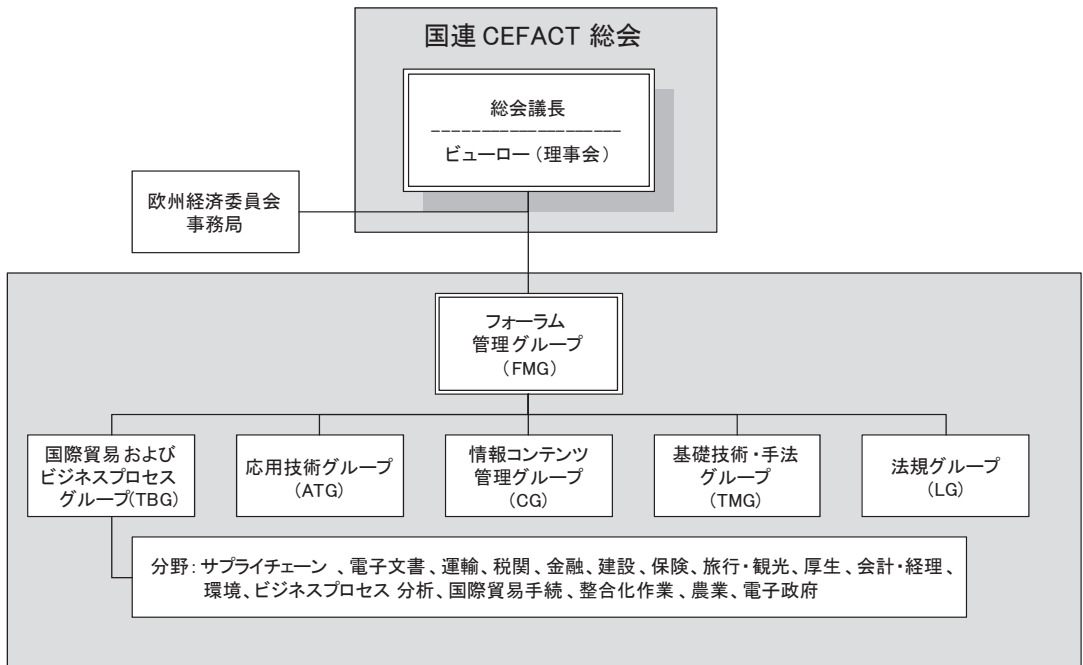 国連 CEFACT 総会
総会議長
ビューロー（理事会）
欧州経済委員会
事務局
フォーラム
管理グループ
（FMG）
国際貿易 および
ビジネスプロセス
グループ(TBG)
応用技術グループ
(ATG)
情報コンテンツ
管理グループ
(CG)
基礎技術・手法
グループ
(TMG)
法規グループ
(LG)
分野：サプライチェーン 、電子文書、運輸、税関、金融、建設、保険、旅行・観光、厚生、会計・経理、
環境、ビジネスプロセス 分析、国際貿易手続、整合化作業 、農業、電子政府